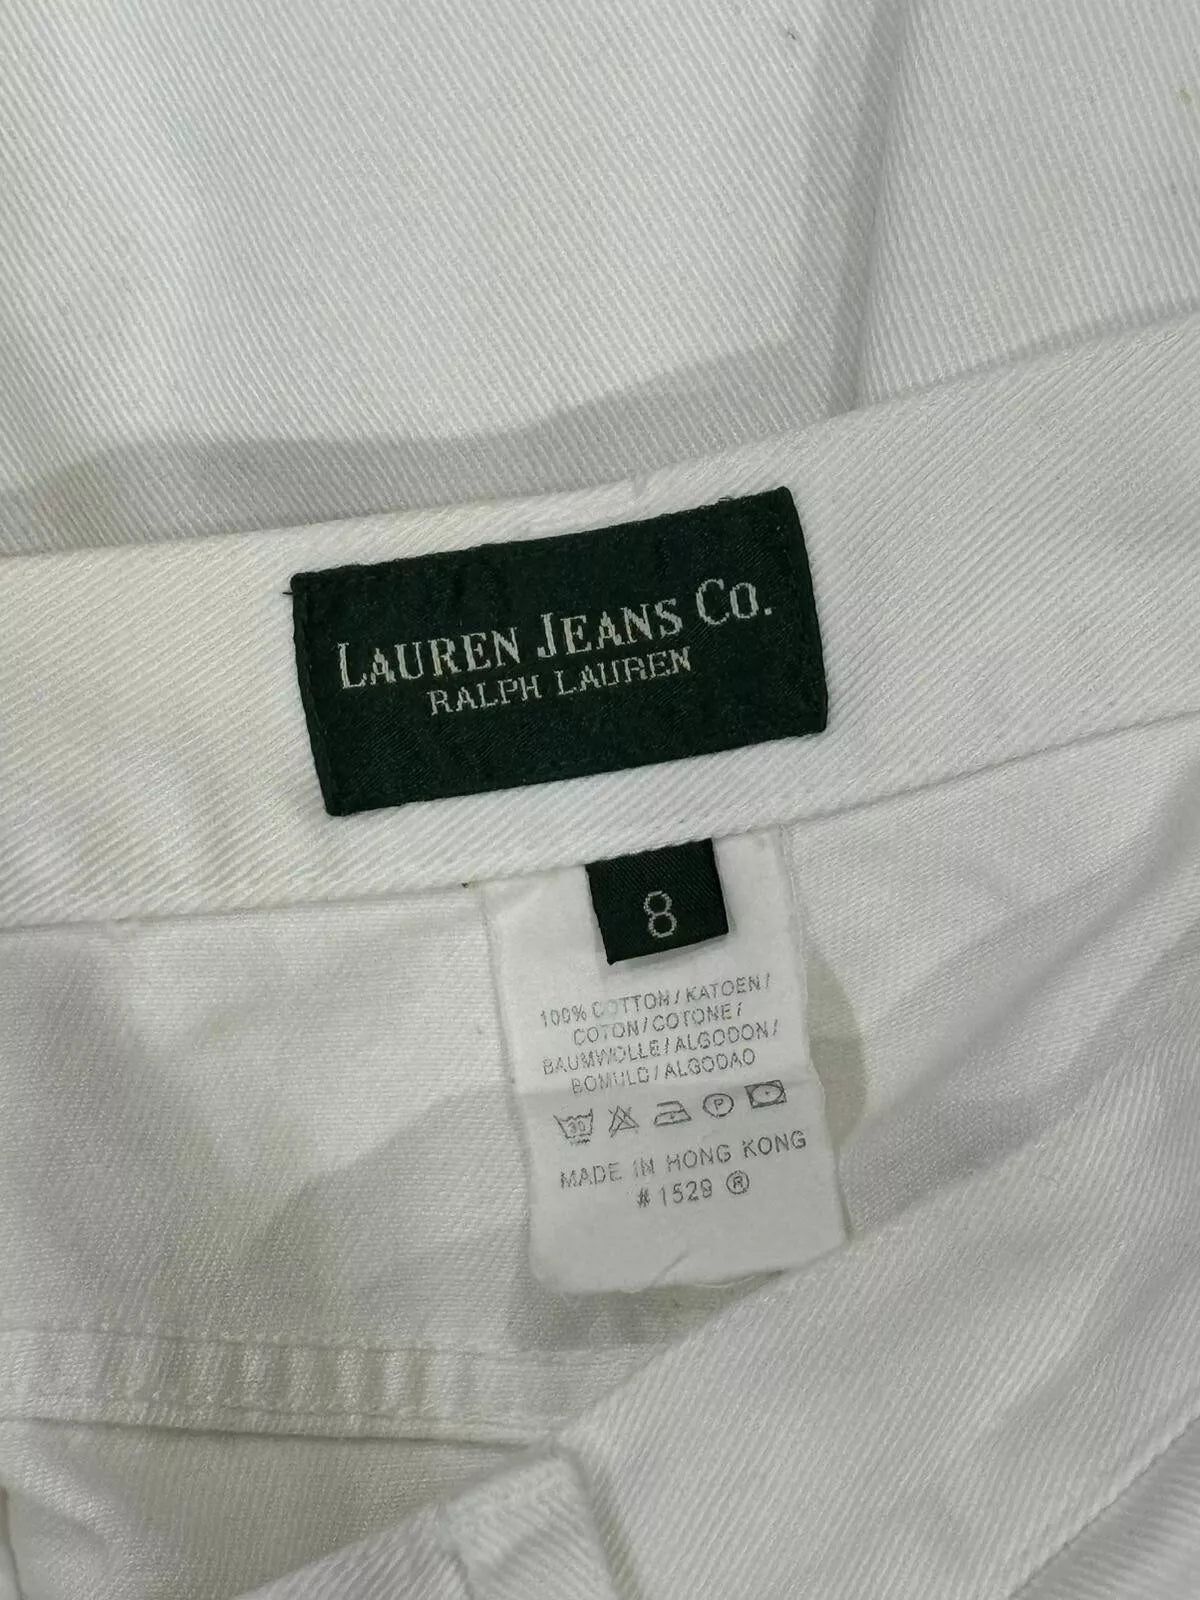 LAUREN JEANS CO.
RALPH LAUREN
8
100% COTTON / KATOEN /
COTON / COTONE /
BAUMWOLLE / ALGODON /
BOMULD / ALGODAO
30 P
MADE IN HONG KONG
# 1529 ®